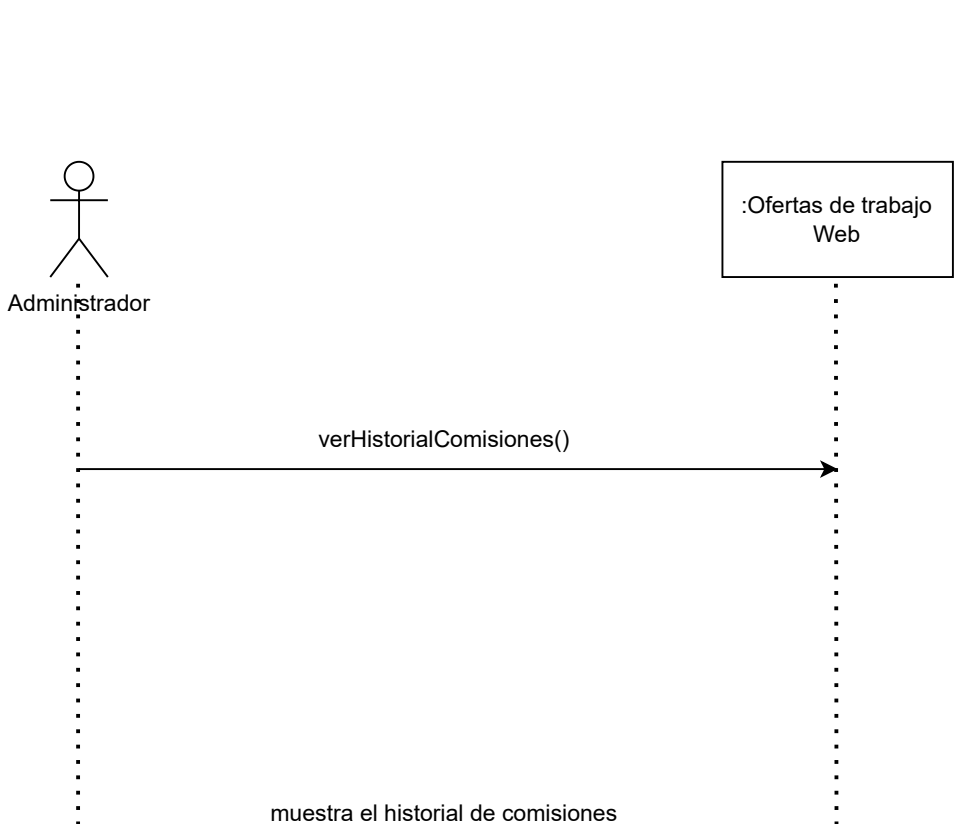 :Ofertas de trabajo
Web
Administrador
verHistorialComisiones()
muestra el historial de comisiones